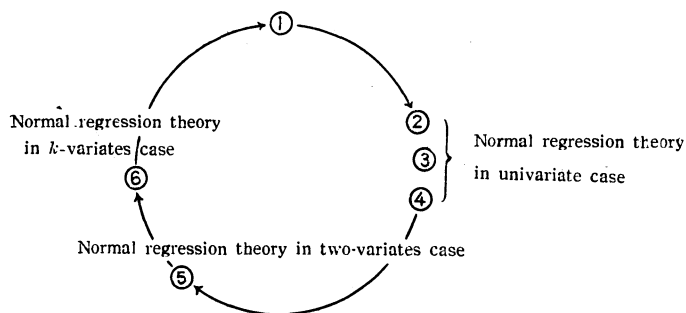 ①
②
Normal regression theory
in k-variates case
Normal regression theory
③
in univariate case
⑥
④
Normal regression theory in two-variates case
⑤